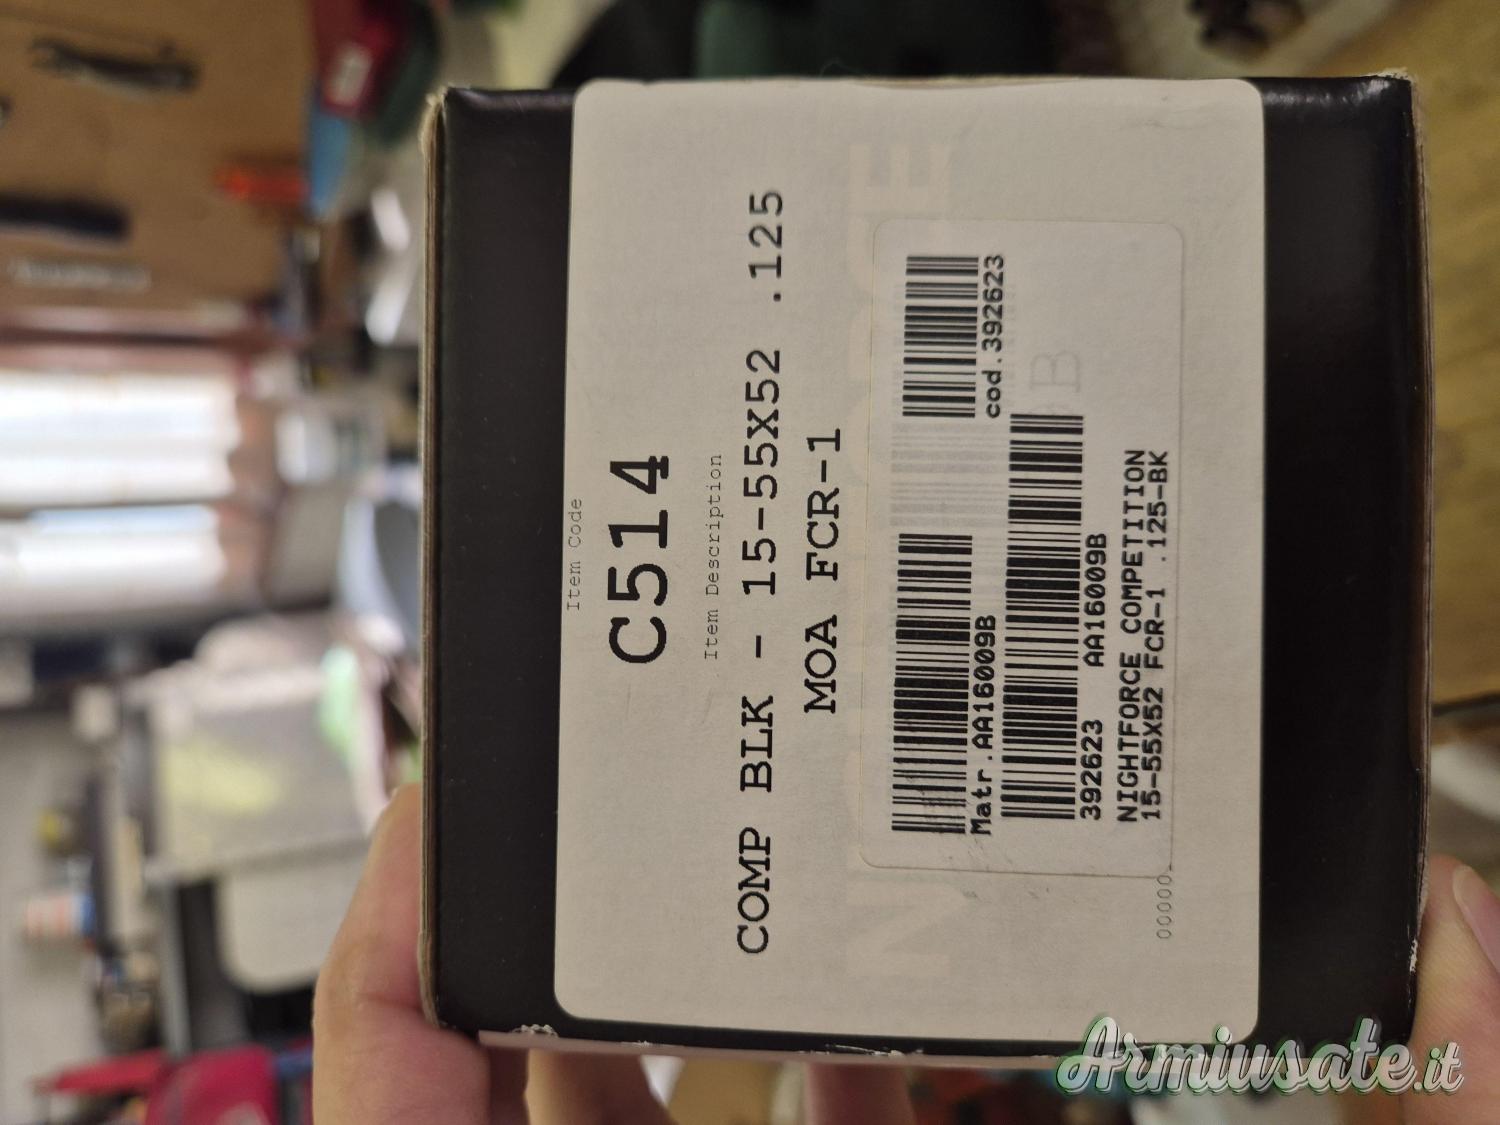 Item Code
C514
Item Description
COMP BLK - 15-55X52 .125
MOA FCR-1
Matr.AA16009B
cod.392623
B
392623 AA16009B
NIGHTFORCE COMPETITION
15-55X52 FCR-1 .125-BK
00000
Armiusate.it